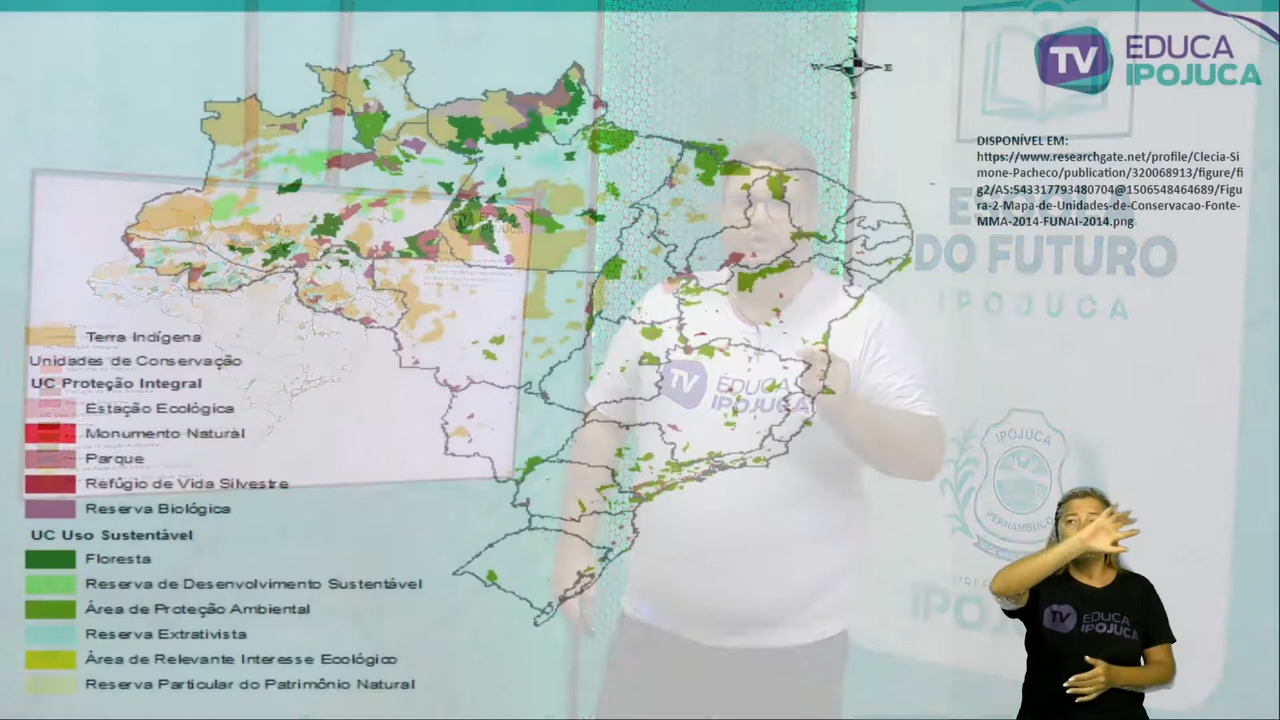 TV EDUCA
IPOJUCA
N
W E
S
DISPONÍVEL EM:
https://www.researchgate.net/profile/Clecia-Si
mone-Pacheco/publication/320068913/figure/fi
g2/AS:543317793480704@1506548464689/Figu
ra-2-Mapa-de-Unidades-de-Conservacao-Fonte-
MMA-2014-FUNAI-2014.png
DO FUTURO
IPOJUCA
Terra Indígena
Unidades de Conservação
UC Proteção Integral
Estação Ecológica
Monumento Natural
Parque
Refúgio de Vida Silvestre
Reserva Biológica
UC Uso Sustentável
Floresta
Reserva de Desenvolvimento Sustentável
Área de Proteção Ambiental
Reserva Extrativista
Área de Relevante Interesse Ecológico
Reserva Particular do Patrimônio Natural
TV EDUCA
IPOJUCA
IPOJUCA
PERNAMBUCO
TV EDUCA
IPOJUCA